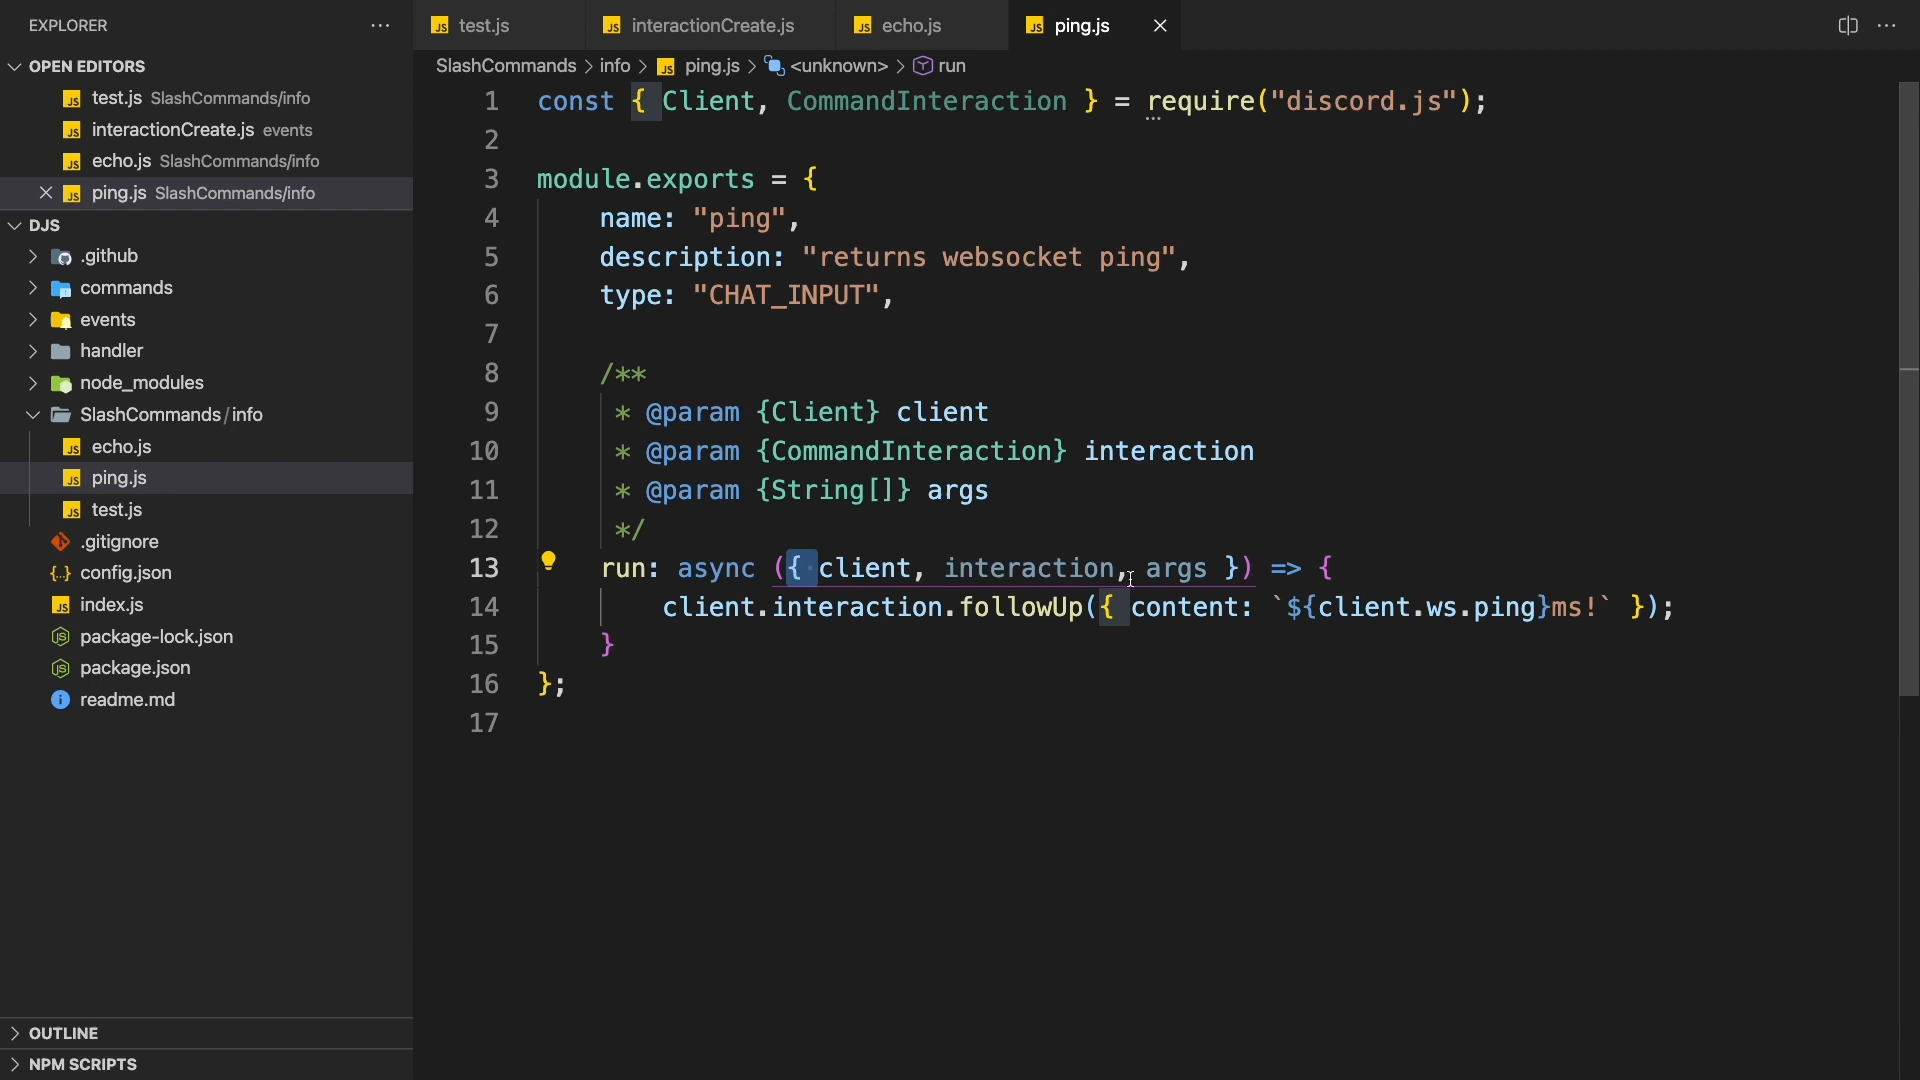 EXPLORER
OPEN EDITORS
test.js SlashCommands/info
interactionCreate.js events
echo.js SlashCommands/info
ping.js SlashCommands/info
DJS
.github
commands
events
handler
node_modules
SlashCommands / info
echo.js
ping.js
test.js
.gitignore
config.json
index.js
package-lock.json
package.json
readme.md
OUTLINE
NPM SCRIPTS
test.js interactionCreate.js echo.js ping.js
SlashCommands > info > ping.js > <unknown> > run
1 const { Client, CommandInteraction } = require("discord.js");
2
3 module.exports = {
4 name: "ping",
5 description: "returns websocket ping",
6 type: "CHAT_INPUT",
7
8 /**
9 * @param {Client} client
10 * @param {CommandInteraction} interaction
11 * @param {String[]} args
12 */
13 run: async ({ client, interaction, args }) => {
14 client.interaction.followUp({ content: `${client.ws.ping}ms!` });
15 }
16 };
17